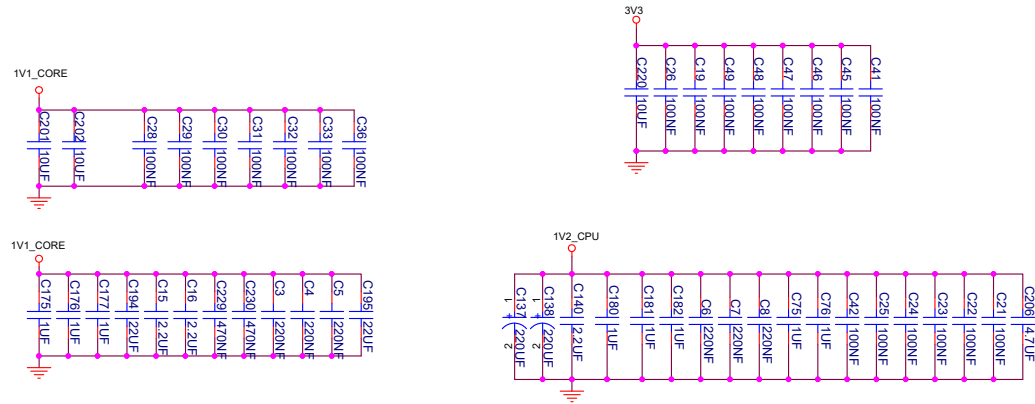 3V3
C220 10UF
C26 100NF
C19 100NF
C49 100NF
C48 100NF
C47 100NF
C46 100NF
C45 100NF
C41 100NF
1V1_CORE
C201 10UF
C202 10UF
C28 100NF
C29 100NF
C30 100NF
C31 100NF
C32 100NF
C33 100NF
C36 100NF
1V1_CORE
C175 1UF
C176 1UF
C177 1UF
C194 22UF
C15 2.2UF
C16 2.2UF
C229 470NF
C230 470NF
C3 220NF
C4 220NF
C5 220NF
C195 22UF
1V2_CPU
1 C137 + 220UF 2
1 C138 + 220UF 2
C140 2.2UF
C180 1UF
C181 1UF
C182 1UF
C6 220NF
C7 220NF
C8 220NF
C75 1UF
C76 1UF
C42 100NF
C25 100NF
C24 100NF
C23 100NF
C22 100NF
C21 100NF
C206 4.7UF